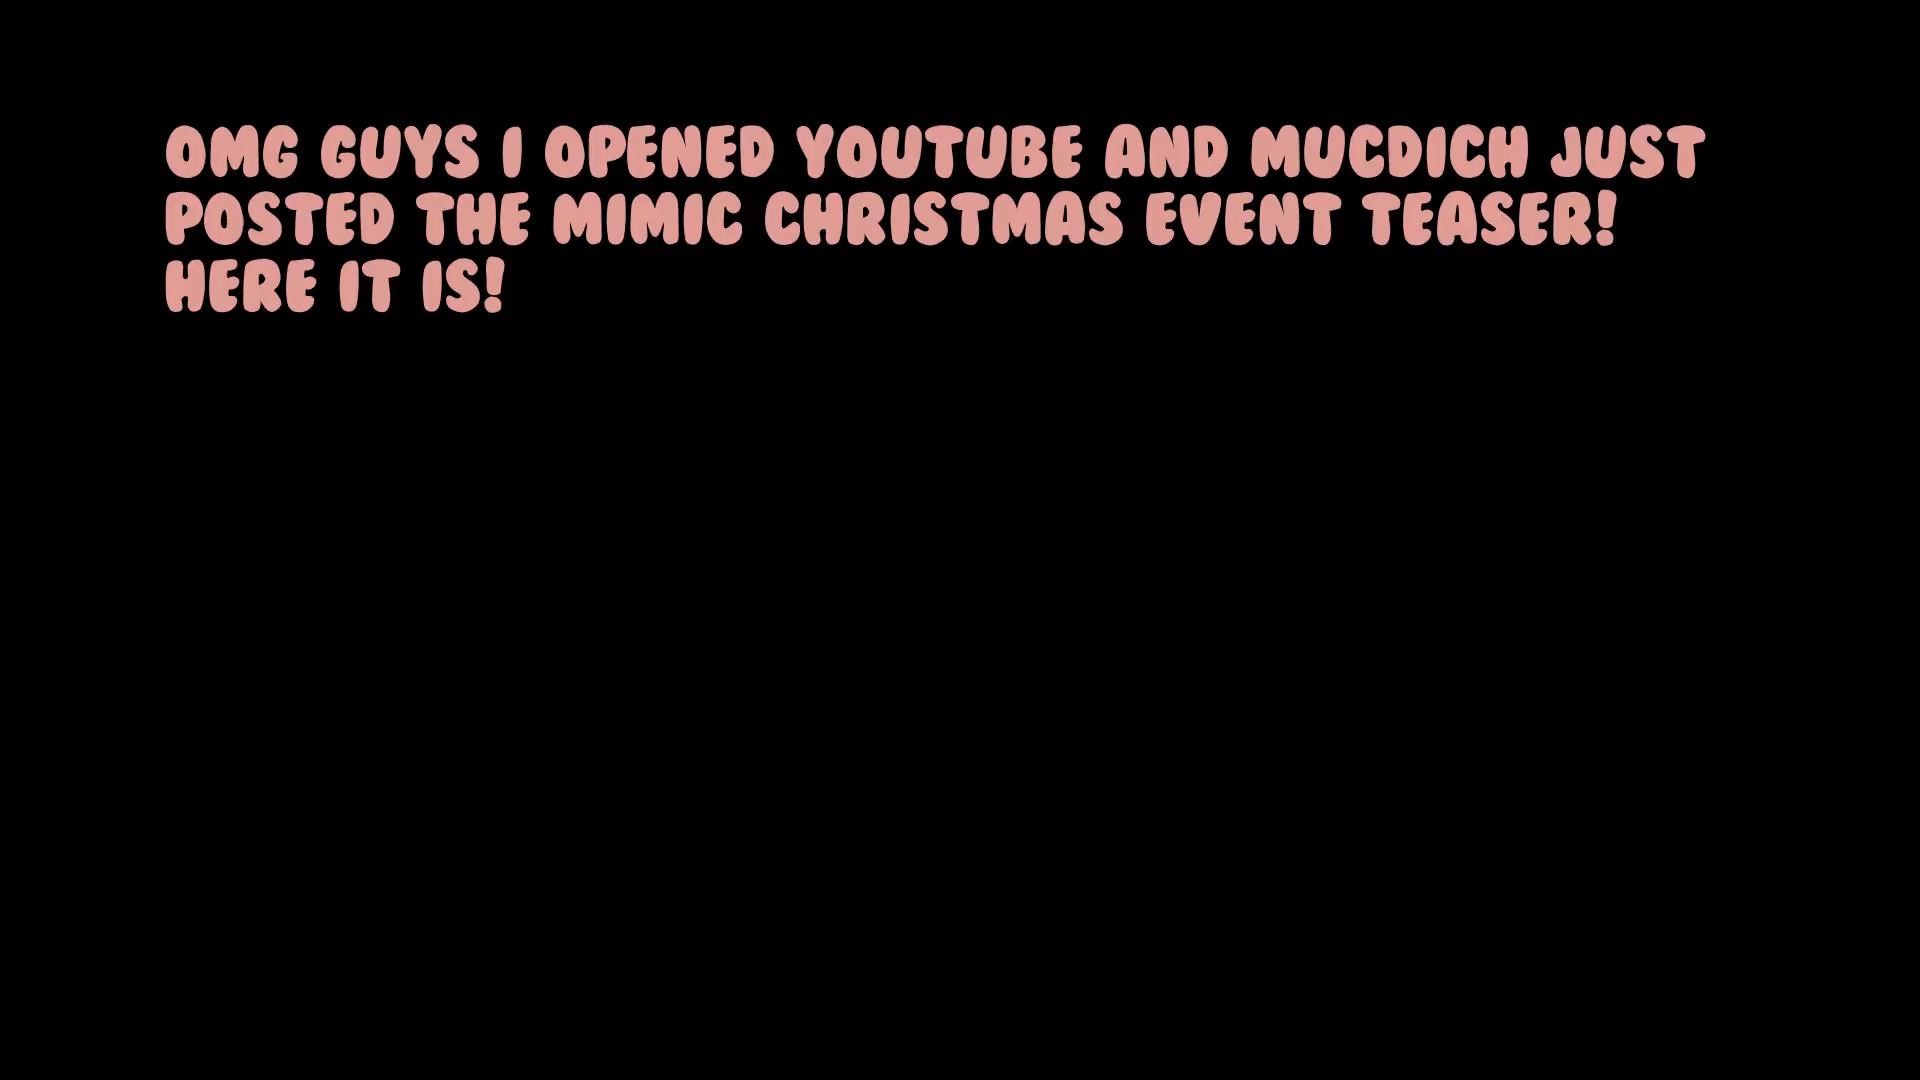 OMG GUYS I OPENED YOUTUBE AND MUCDICH JUST
POSTED THE MIMIC CHRISTMAS EVENT TEASER!
HERE IT IS!